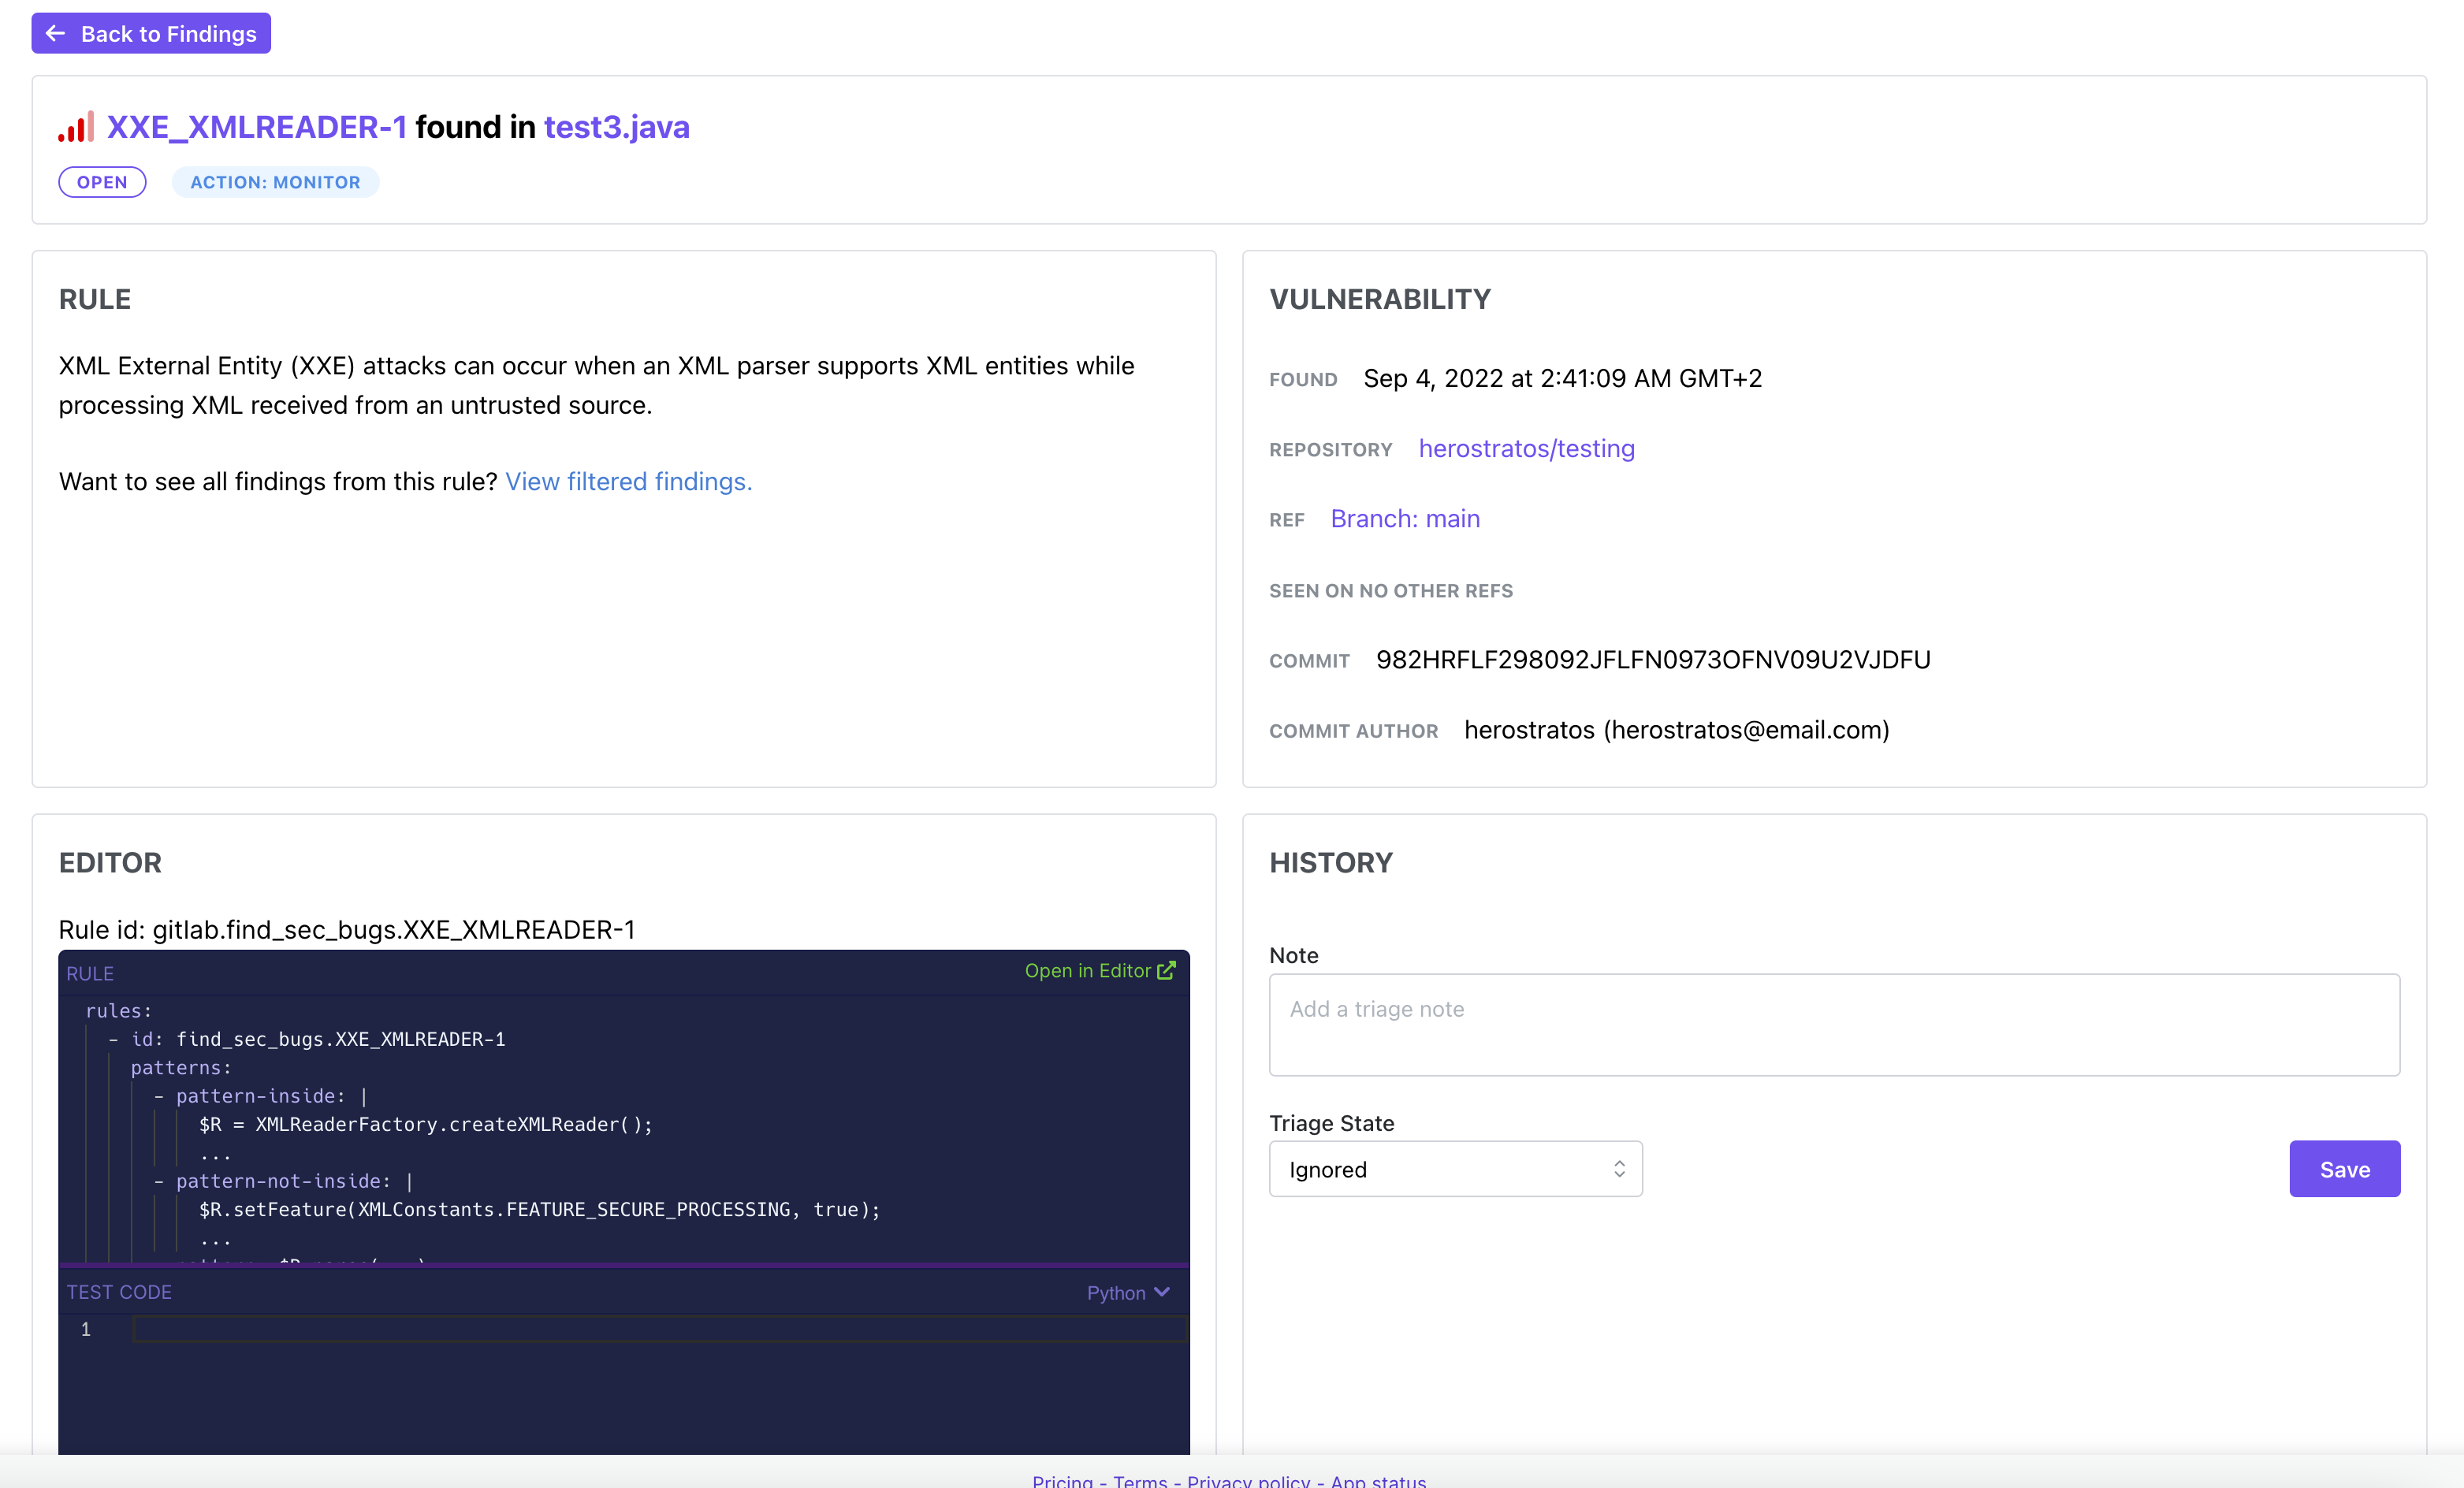 Back to Findings
XXE_XMLREADER-1 found in test3.java
OPEN ACTION: MONITOR
RULE
XML External Entity (XXE) attacks can occur when an XML parser supports XML entities while
processing XML received from an untrusted source.
Want to see all findings from this rule? View filtered findings.
VULNERABILITY
FOUND Sep 4, 2022 at 2:41:09 AM GMT+2
REPOSITORY herostratos/testing
REF Branch: main
SEEN ON NO OTHER REFS
COMMIT 982HRFLF298092JFLFN0973OFNV09U2VJDFU
COMMIT AUTHOR herostratos (herostratos@email.com)
EDITOR
Rule id: gitlab.find_sec_bugs.XXE_XMLREADER-1
RULE Open in Editor
rules:
- id: find_sec_bugs.XXE_XMLREADER-1
patterns:
- pattern-inside: |
$R = XMLReaderFactory.createXMLReader();
...
- pattern-not-inside: |
$R.setFeature(XMLConstants.FEATURE_SECURE_PROCESSING, true);
...
TEST CODE Python
1
HISTORY
Note
Add a triage note
Triage State
Ignored
Save
Pricing - Terms - Privacy policy - App status